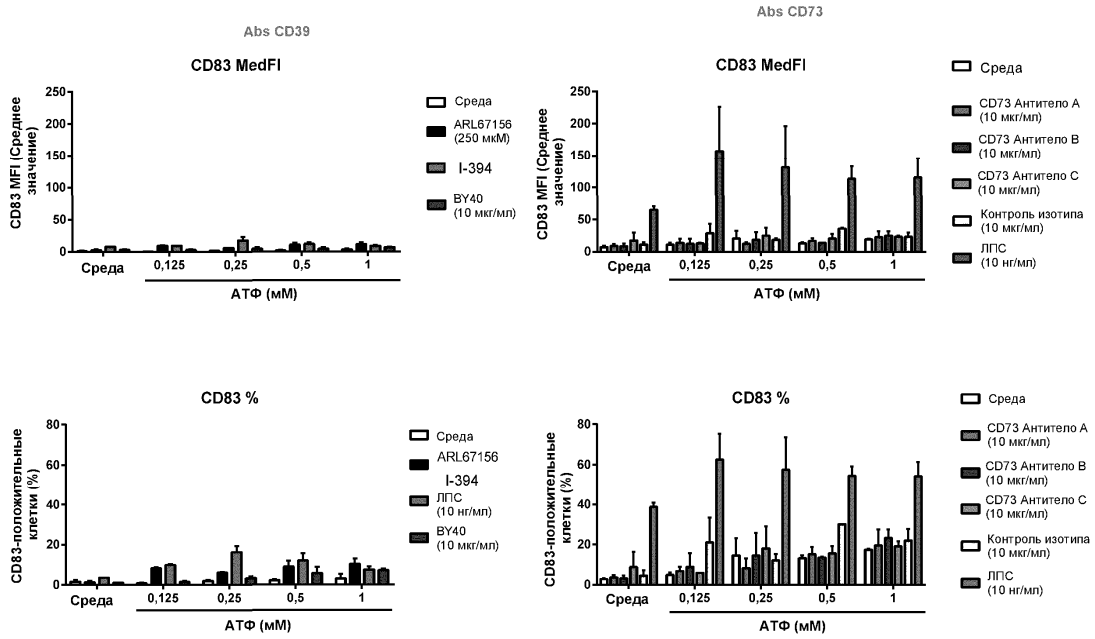 Abs CD39
CD83 MedFI
CD83 MFI (Среднее
значение)
250
200
150
100
50
0
Среда
0,125
0,25
0,5
1
АТФ (мМ)
Среда
ARL67156
(250 мкМ)
I-394
BY40
(10 мкг/мл)
Abs CD73
CD83 MedFI
CD83 MFI (Среднее
значение)
250
200
150
100
50
0
Среда
0,125
0,25
0,5
1
АТФ (мМ)
Среда
CD73 Антитело A
(10 мкг/мл)
CD73 Антитело B
(10 мкг/мл)
CD73 Антитело C
(10 мкг/мл)
Контроль изотипа
(10 мкг/мл)
ЛПС
(10 нг/мл)
CD83 %
CD83-положительные
клетки (%)
80
60
40
20
0
Среда
0,125
0,25
0,5
1
АТФ (мМ)
Среда
ARL67156
I-394
ЛПС
(10 нг/мл)
BY40
(10 мкг/мл)
CD83 %
CD83-положительные
клетки (%)
80
60
40
20
0
Среда
0,125
0,25
0,5
1
АТФ (мМ)
Среда
CD73 Антитело A
(10 мкг/мл)
CD73 Антитело B
(10 мкг/мл)
CD73 Антитело C
(10 мкг/мл)
Контроль изотипа
(10 мкг/мл)
ЛПС
(10 нг/мл)